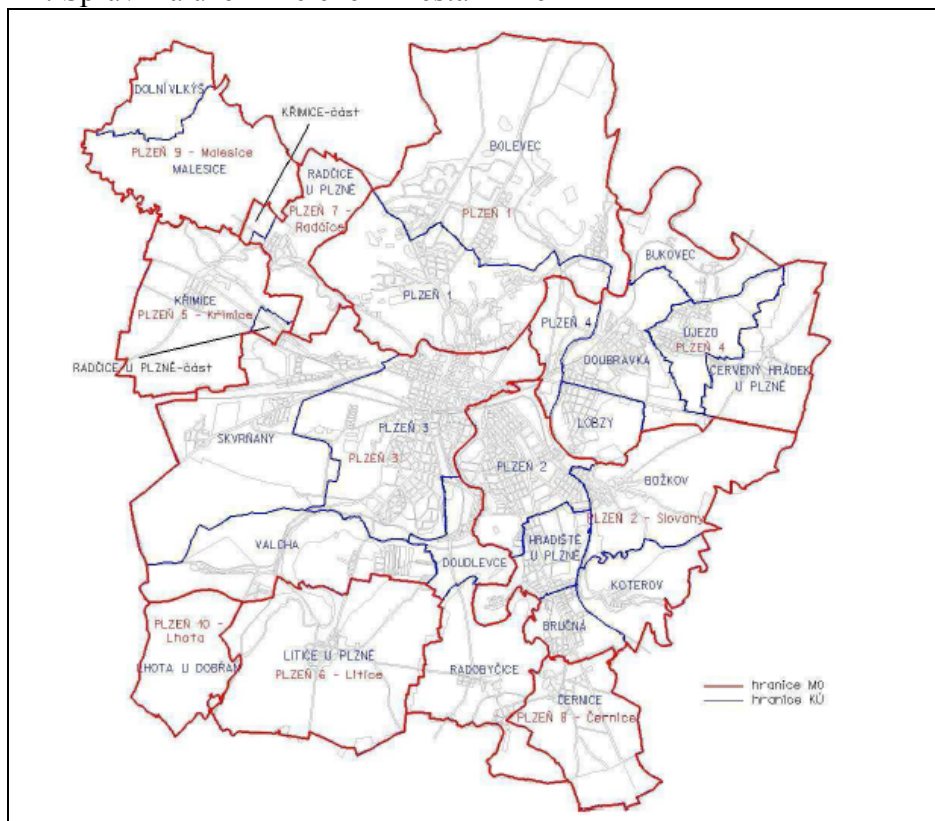 DOLNÍ VLKÝŠ
KŘIMICE-část
PLZEŇ 9 - Malesice
MALESICE
RADČICE
U PLZNĚ
PLZEŇ 7 -
Radčice
BOLEVEC
PLZEŇ 1
PLZEŇ 1
BUKOVEC
KŘIMICE
PLZEŇ 5 - Křimice
RADČICE U PLZNĚ-část
PLZEŇ 4
DOUBRAVKA
ÚJEZD
PLZEŇ 4
ČERVENÝ HRÁDEK
U PLZNĚ
LOBZY
SKVRŇANY
PLZEŇ 3
PLZEŇ 3
PLZEŇ 2
BOŽKOV
PLZEŇ 2 - Slovany
HRADIŠTĚ
U PLZNĚ
VALCHA
DOUDLEVCE
KOTEROV
BRUČNÁ
PLZEŇ 10 -
Lhota
LHOTA U DOBŘAN
LITICE U PLZNĚ
PLZEŇ 6 - Litice
RADOBYČICE
ČERNICE
PLZEŇ 8 - Černice
hranice MO
hranice KÚ